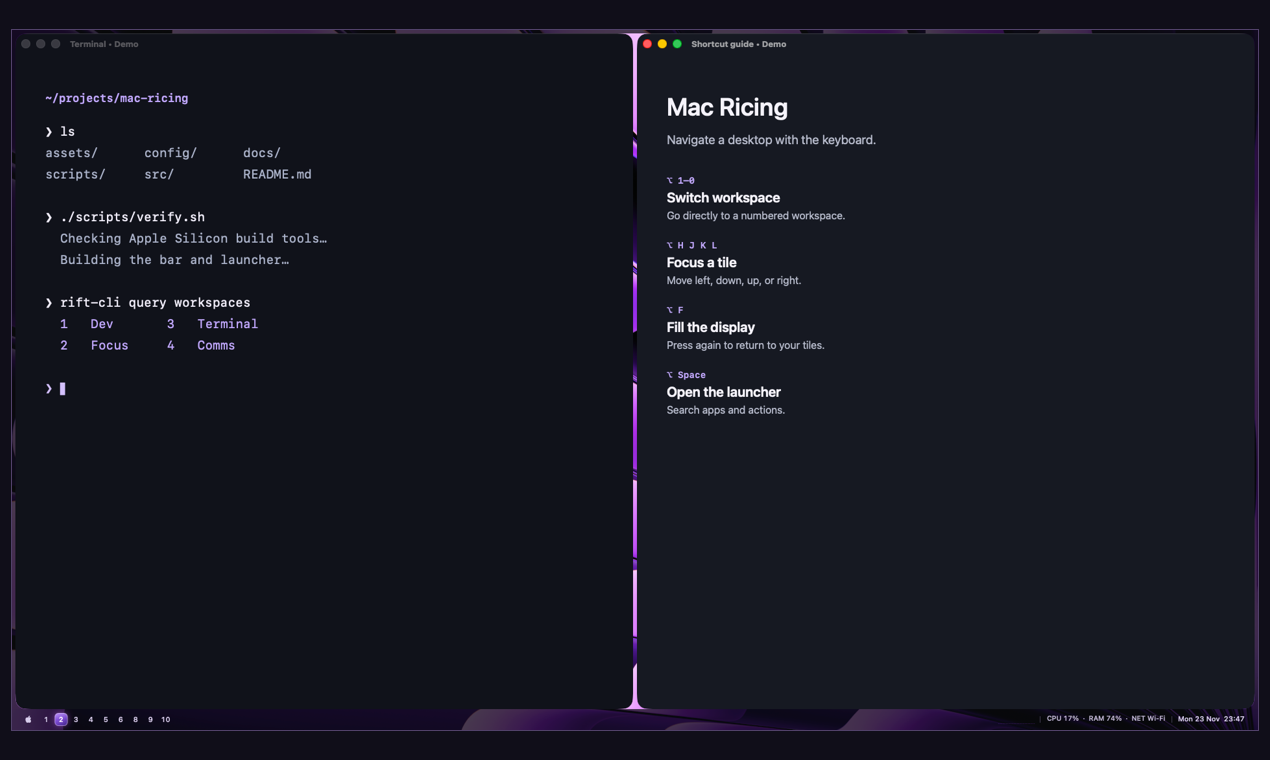 Terminal • Demo
~/projects/mac-ricing
❯ ls
assets/ config/ docs/
scripts/ src/ README.md
❯ ./scripts/verify.sh
Checking Apple Silicon build tools…
Building the bar and launcher…
❯ rift-cli query workspaces
1 Dev 3 Terminal
2 Focus 4 Comms
❯
Shortcut guide • Demo
Mac Ricing
Navigate a desktop with the keyboard.
⌥ 1–0
Switch workspace
Go directly to a numbered workspace.
⌥ H J K L
Focus a tile
Move left, down, up, or right.
⌥ F
Fill the display
Press again to return to your tiles.
⌥ Space
Open the launcher
Search apps and actions.
1 2 3 4 5 6 7 8 9 10
CPU 17% · RAM 74% · NET Wi-Fi | Mon 23 Nov 23:47